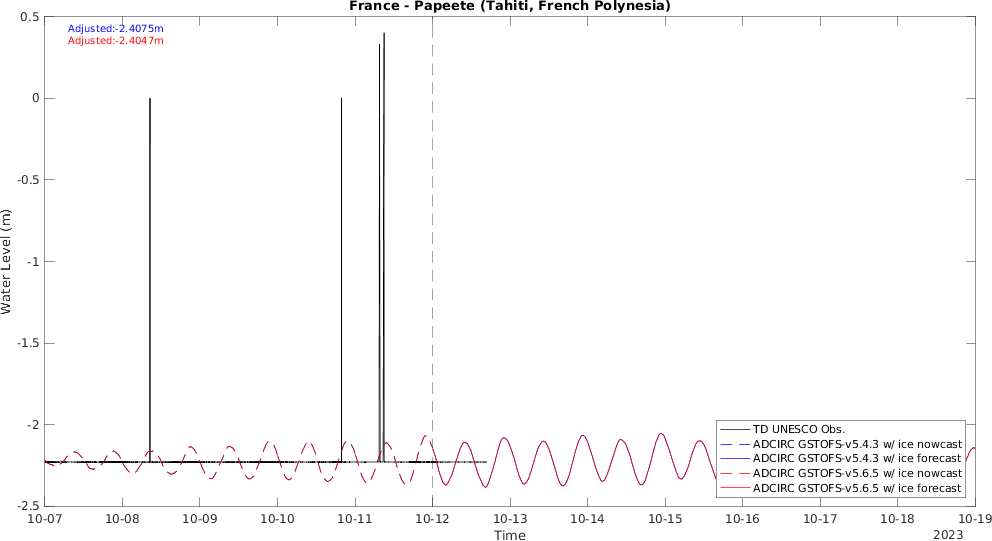 France - Papeete (Tahiti, French Polynesia)
Adjusted:-2.4075m
Adjusted:-2.4047m
0.5
0
-0.5
-1
-1.5
-2
-2.5
Water Level (m)
TD UNESCO Obs.
ADCIRC GSTOFS-v5.4.3 w/ ice nowcast
ADCIRC GSTOFS-v5.4.3 w/ ice forecast
ADCIRC GSTOFS-v5.6.5 w/ ice nowcast
ADCIRC GSTOFS-v5.6.5 w/ ice forecast
10-07 10-08 10-09 10-10 10-11 10-12 10-13 10-14 10-15 10-16 10-17 10-18 10-19
Time
2023